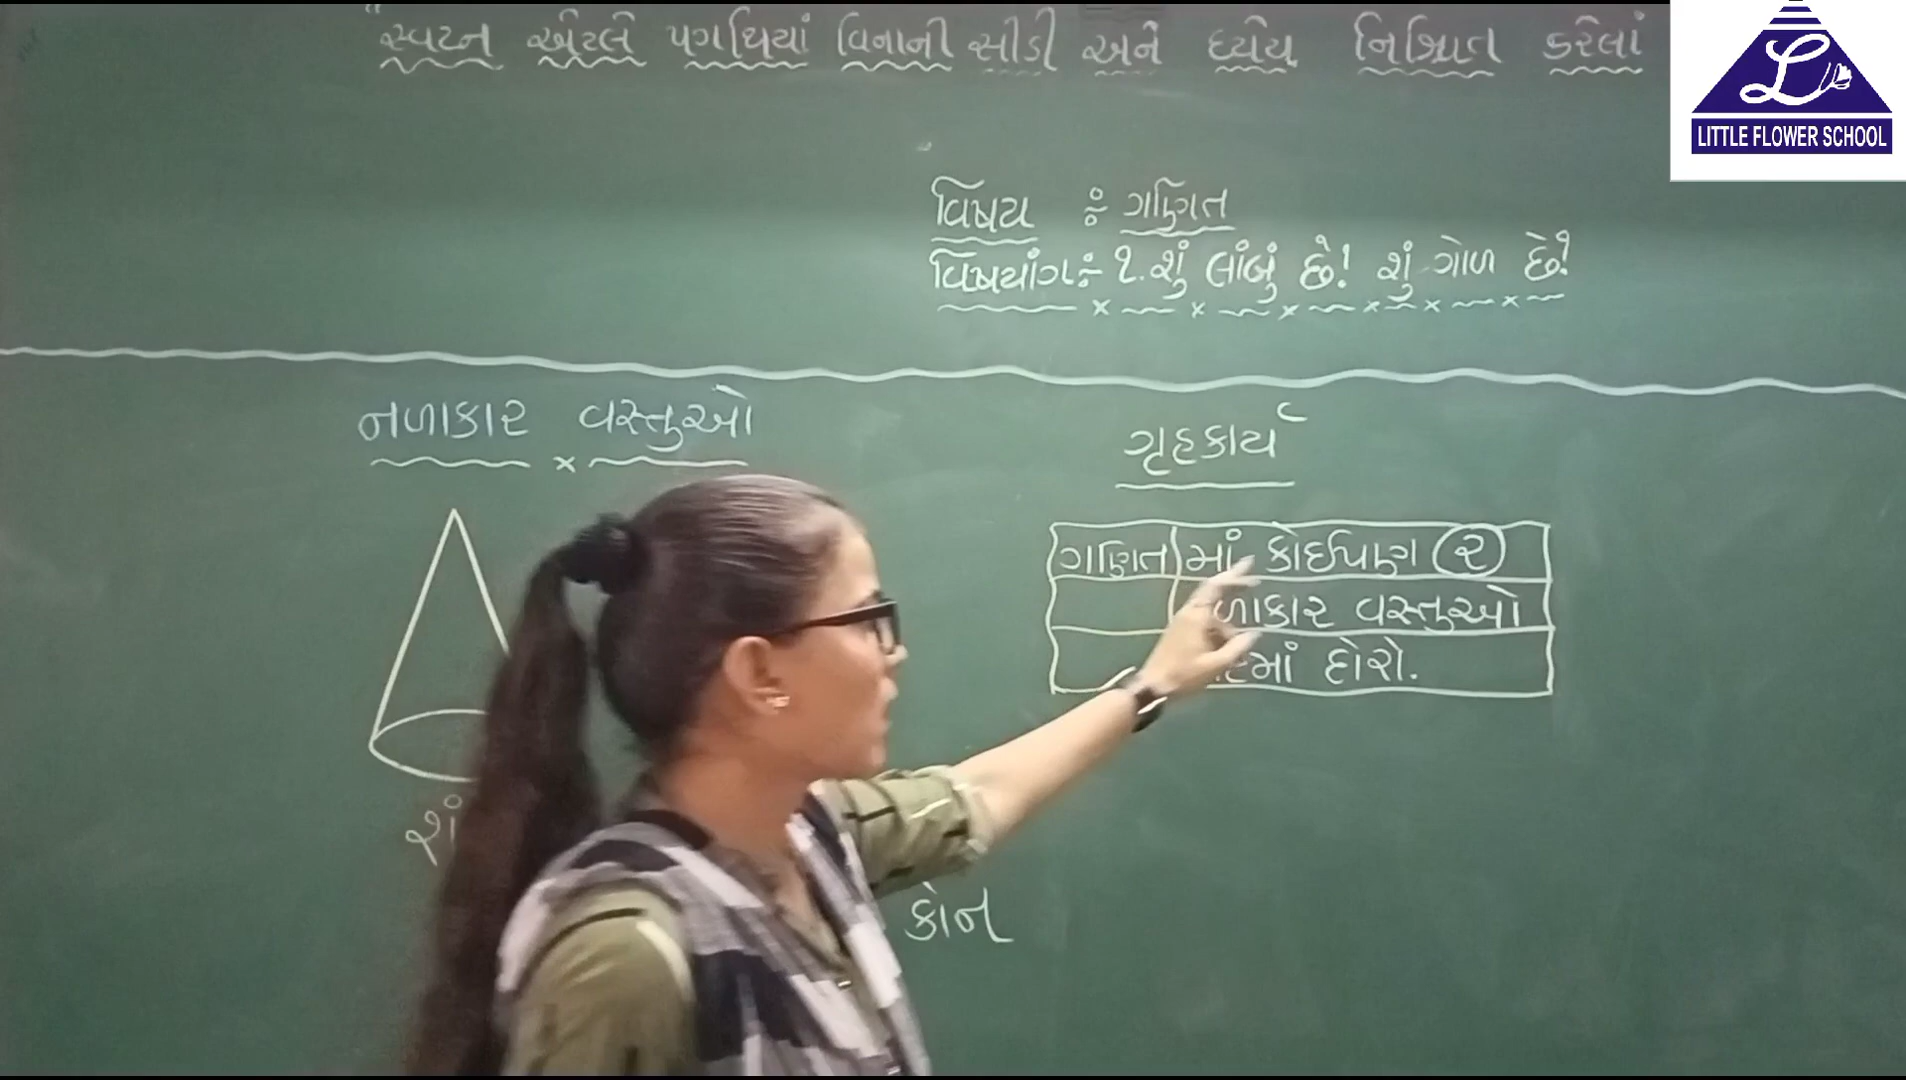 "સ્વપ્ન એટલે પગથિયાં વિનાની સીડી અને ધ્યેય નિશ્ચિત કરેલાં
LITTLE FLOWER SCHOOL
વિષય : ગણિત
વિષયાંગ : ૧. શું લાંબું છે! શું ગોળ છે?
નળાકાર વસ્તુઓ
ગૃહકાર્ય
ગણિત માં કોઈપણ ૨
નળાકાર વસ્તુઓ
દોરો.
કોન